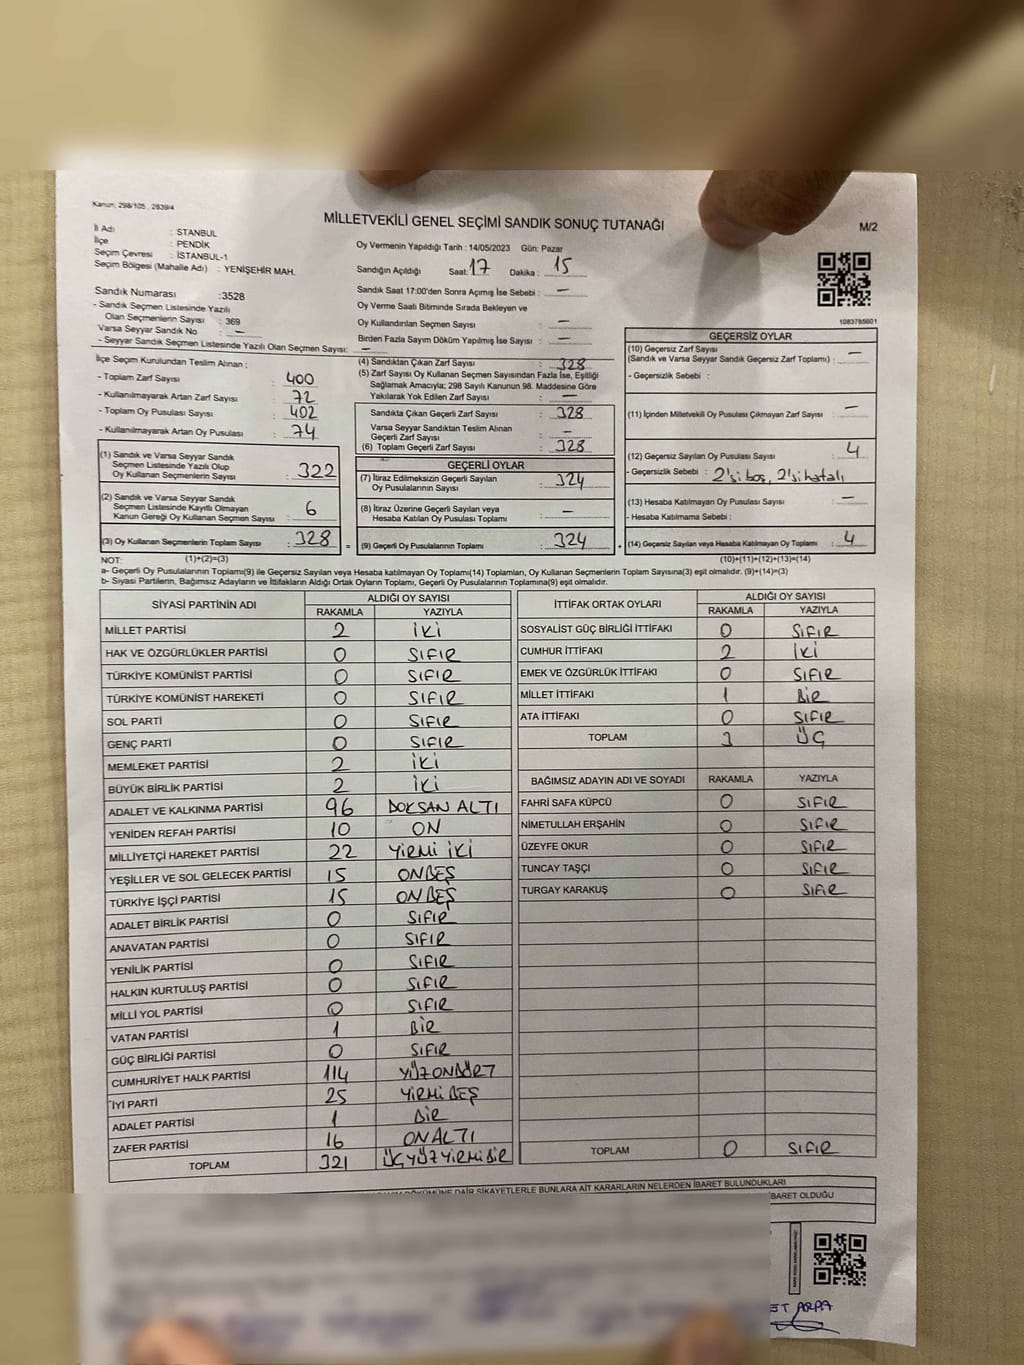 Kanun, 298/105 , 2839/4
MİLLETVEKİLİ GENEL SEÇİMİ SANDIK SONUÇ TUTANAĞI
M/2
İl Adı : STANBUL
İlçe : PENDİK
Seçim Çevresi : İSTANBUL-1
Seçim Bölgesi (Mahalle Adı) : YENİŞEHİR MAH.
Sandık Numarası :3528
- Sandık Seçmen Listesinde Yazılı
Olan Seçmenlerin Sayısı : 369
Varsa Seyyar Sandık No : —
- Seyyar Sandık Seçmen Listesinde Yazılı Olan Seçmen Sayısı: —
Oy Vermenin Yapıldığı Tarih : 14/05/2023 Gün: Pazar
Sandığın Açıldığı Saat: 17 Dakika : 15
Sandık Saat 17:00'den Sonra Açımış İse Sebebi : —
Oy Verme Saati Bitiminde Sırada Bekleyen ve
Oy Kullandırılan Seçmen Sayısı : —
Birden Fazla Sayım Döküm Yapılmış İse Sayısı : —
1083785601
İlçe Seçim Kurulundan Teslim Alınan ;
- Toplam Zarf Sayısı : 400
- Kullanılmayarak Artan Zarf Sayısı : 72
- Toplam Oy Pusulası Sayısı : 402
- Kullanılmayarak Artan Oy Pusulası : 74
(4) Sandıktan Çıkan Zarf Sayısı : 328
(5) Zarf Sayısı Oy Kullanan Seçmen Sayısından Fazla İse, Eşitliği
Sağlamak Amacıyla; 298 Sayılı Kanunun 98. Maddesine Göre
Yakılarak Yok Edilen Zarf Sayısı : —
Sandıkta Çıkan Geçerli Zarf Sayısı : 328
Varsa Seyyar Sandıktan Teslim Alınan
Geçerli Zarf Sayısı : —
(6) Toplam Geçerli Zarf Sayısı : 328
GEÇERSİZ OYLAR
(10) Geçersiz Zarf Sayısı
(Sandık ve Varsa Seyyar Sandık Geçersiz Zarf Toplamı) : —
- Geçersizlik Sebebi :
(11) İçinden Milletvekil Oy Pusulası Çıkmayan Zarf Sayısı : —
(12) Geçersiz Sayılan Oy Pusulası Sayısı : 4
- Geçersizlik Sebebi : 2'si boş, 2'si hatalı
(13) Hesaba Katılmayan Oy Pusulası Sayısı : —
- Hesaba Katılmama Sebebi :
(14) Geçersiz Sayılan veya Hesaba Katılmayan Oy Toplamı : 4
(1) Sandık ve Varsa Seyyar Sandık
Seçmen Listesinde Yazılı Olup
Oy Kullanan Seçmenlerin Sayısı : 322
(2) Sandık ve Varsa Seyyar Sandık
Seçmen Listesinde Kayıtlı Olmayan
Kanun Gereği Oy Kullanan Seçmen Sayısı : 6
(3) Oy Kullanan Seçmenlerin Toplam Sayısı : 328 =
GEÇERLİ OYLAR
(7) İtiraz Edilmeksizin Geçerli Sayılan
Oy Pusulalarının Sayısı : 324
(8) İtiraz Üzerine Geçerli Sayılan veya
Hesaba Katılan Oy Pusulası Toplamı : —
(9) Geçerli Oy Pusulalarının Toplamı : 324 +
NOT: (1)+(2)=(3) (10)+(11)+(12)+(13)=(14)
a- Geçerli Oy Pusulalarının Toplamı(9) ile Geçersiz Sayılan veya Hesaba katılmayan Oy Toplamı(14) Toplamları, Oy Kullanan Seçmenlerin Toplam Sayısına(3) eşit olmalıdır. (9)+(14)=(3)
b- Siyasi Partilerin, Bağımsız Adayların ve İttifakların Aldığı Ortak Oyların Toplamı, Geçerli Oy Pusulalarının Toplamına(9) eşit olmalıdır.
SİYASİ PARTİNİN ADI ALDIĞI OY SAYISI
RAKAMLA YAZIYLA
MİLLET PARTİSİ 2 İKİ
HAK VE ÖZGÜRLÜKLER PARTİSİ 0 SIFIR
TÜRKİYE KOMÜNİST PARTİSİ 0 SIFIR
TÜRKİYE KOMÜNİST HAREKETİ 0 SIFIR
SOL PARTİ 0 SIFIR
GENÇ PARTİ 0 SIFIR
MEMLEKET PARTİSİ 2 İKİ
BÜYÜK BİRLİK PARTİSİ 2 İKİ
ADALET VE KALKINMA PARTİSİ 96 DOKSAN ALTI
YENİDEN REFAH PARTİSİ 10 ON
MİLLİYETÇİ HAREKET PARTİSİ 22 YİRMİ İKİ
YEŞİLLER VE SOL GELECEK PARTİSİ 15 ONBEŞ
TÜRKİYE İŞÇİ PARTİSİ 15 ONBEŞ
ADALET BİRLİK PARTİSİ 0 SIFIR
ANAVATAN PARTİSİ 0 SIFIR
YENİLİK PARTİSİ 0 SIFIR
HALKIN KURTULUŞ PARTİSİ 0 SIFIR
MİLLİ YOL PARTİSİ 0 SIFIR
VATAN PARTİSİ 1 BİR
GÜÇ BİRLİĞİ PARTİSİ 0 SIFIR
CUMHURİYET HALK PARTİSİ 114 YÜZONDÖRT
İYİ PARTİ 25 YİRMİBEŞ
ADALET PARTİSİ 1 BİR
ZAFER PARTİSİ 16 ONALTI
TOPLAM 321 ÜÇYÜZYİRMİBİR
İTTİFAK ORTAK OYLARI ALDIĞI OY SAYISI
RAKAMLA YAZIYLA
SOSYALİST GÜÇ BİRLİĞİ İTTİFAKI 0 SIFIR
CUMHUR İTTİFAKI 2 İKİ
EMEK VE ÖZGÜRLÜK İTTİFAKI 0 SIFIR
MİLLET İTTİFAKI 1 BİR
ATA İTTİFAKI 0 SIFIR
TOPLAM 3 ÜÇ
BAĞIMSIZ ADAYIN ADI VE SOYADI RAKAMLA YAZIYLA
FAHRİ SAFA KÜPCÜ 0 SIFIR
NİMETULLAH ERŞAHİN 0 SIFIR
ÜZEYFE OKUR 0 SIFIR
TUNCAY TAŞÇI 0 SIFIR
TURGAY KARAKUŞ 0 SIFIR
TOPLAM 0 SIFIR
DÖKÜMÜNE DAİR ŞİKAYETLERLE BUNLARA AİT KARARLARIN NELERDEN İBARET BULUNDUKLARI
İBARET OLDUĞU
ET ARPA